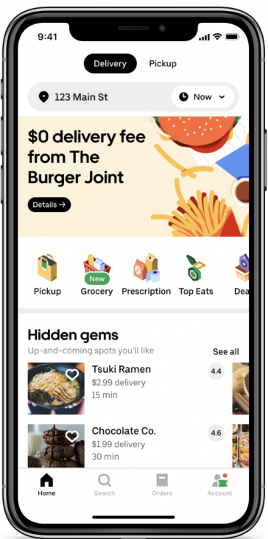 9:41
Delivery Pickup
123 Main St Now
$0 delivery fee
from The
Burger Joint
Details →
New
Pickup Grocery Prescription Top Eats Dea
Hidden gems
Up-and-coming spots you'll like See all
Tsuki Ramen 4.4
$2.99 delivery
15 min
Chocolate Co. 4.6
$1.99 delivery
30 min
Home Search Orders Account